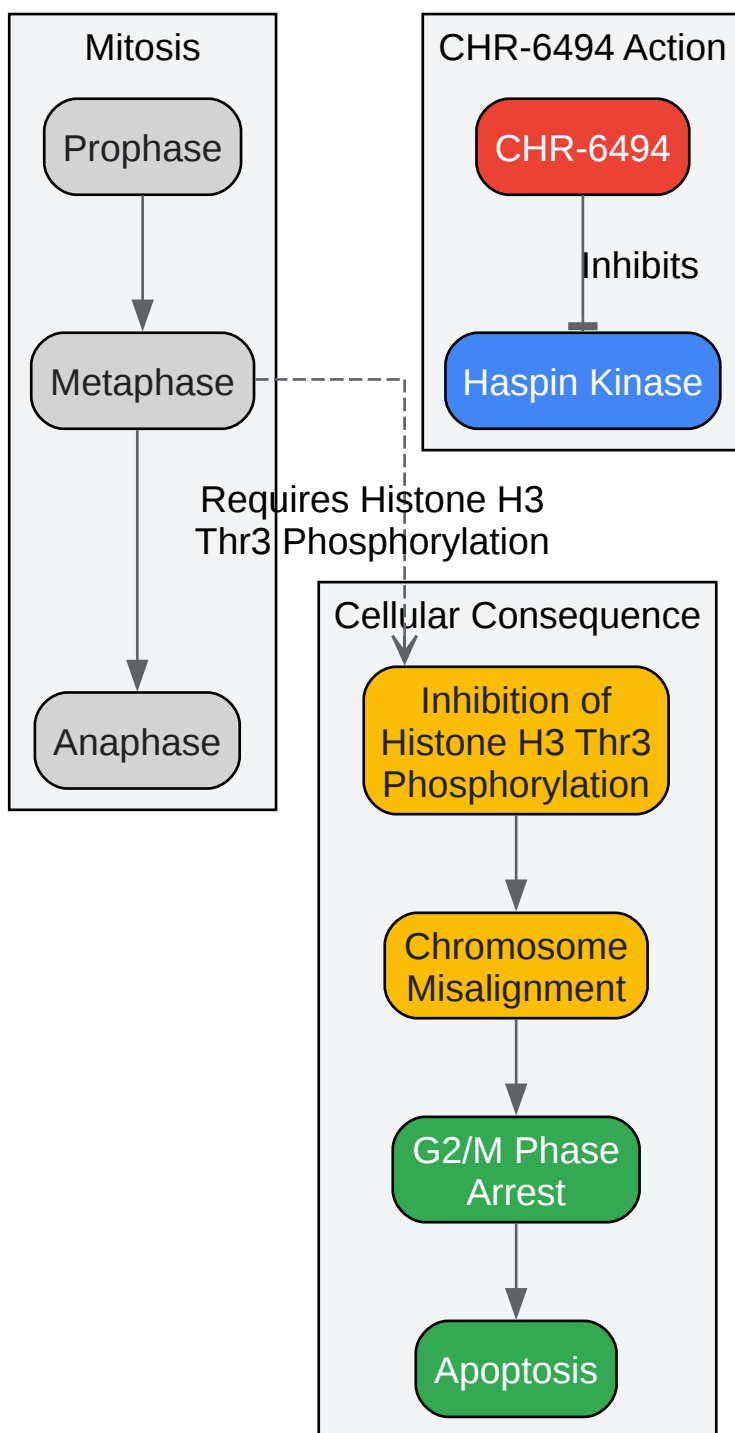 Mitosis
Prophase
Metaphase
Anaphase
CHR-6494 Action
CHR-6494
Inhibits
Haspin Kinase
Requires Histone H3
Thr3 Phosphorylation
Cellular Consequence
Inhibition of
Histone H3 Thr3
Phosphorylation
Chromosome
Misalignment
G2/M Phase
Arrest
Apoptosis